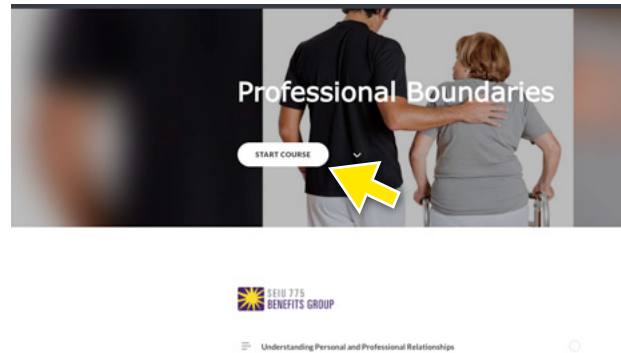 Professional Boundaries
START COURSE
SEIU 775
BENEFITS GROUP
Understanding Personal and Professional Relationships